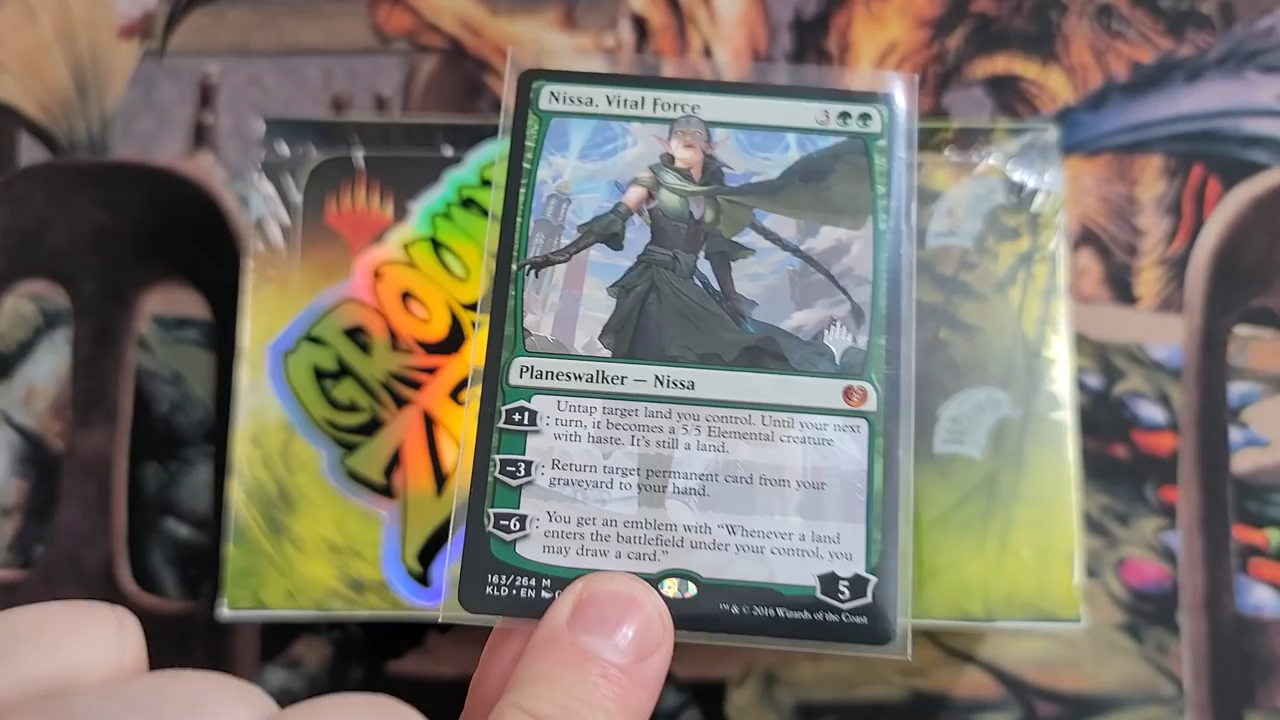 Nissa, Vital Force
3
Planeswalker — Nissa
+1 : Untap target land you control. Until your next
turn, it becomes a 5/5 Elemental creature
with haste. It's still a land.
−3 : Return target permanent card from your
graveyard to your hand.
−6 : You get an emblem with “Whenever a land
enters the battlefield under your control, you
may draw a card.”
5
163/264 M
KLD • EN
™ & © 2016 Wizards of the Coast